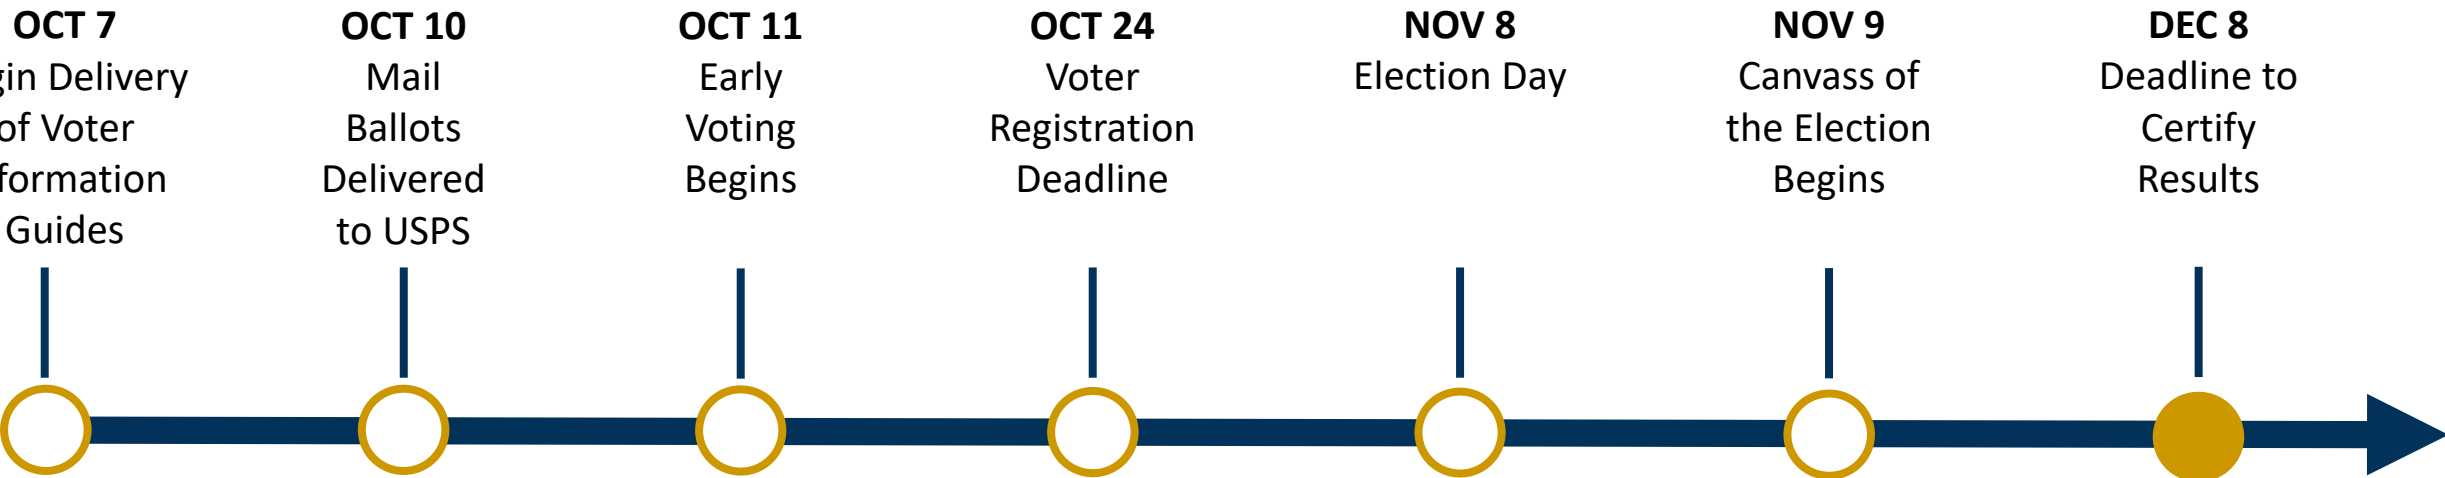 OCT 7
gin Delivery
of Voter
formation
Guides
OCT 10
Mail
Ballots
Delivered
to USPS
OCT 11
Early
Voting
Begins
OCT 24
Voter
Registration
Deadline
NOV 8
Election Day
NOV 9
Canvass of
the Election
Begins
DEC 8
Deadline to
Certify
Results